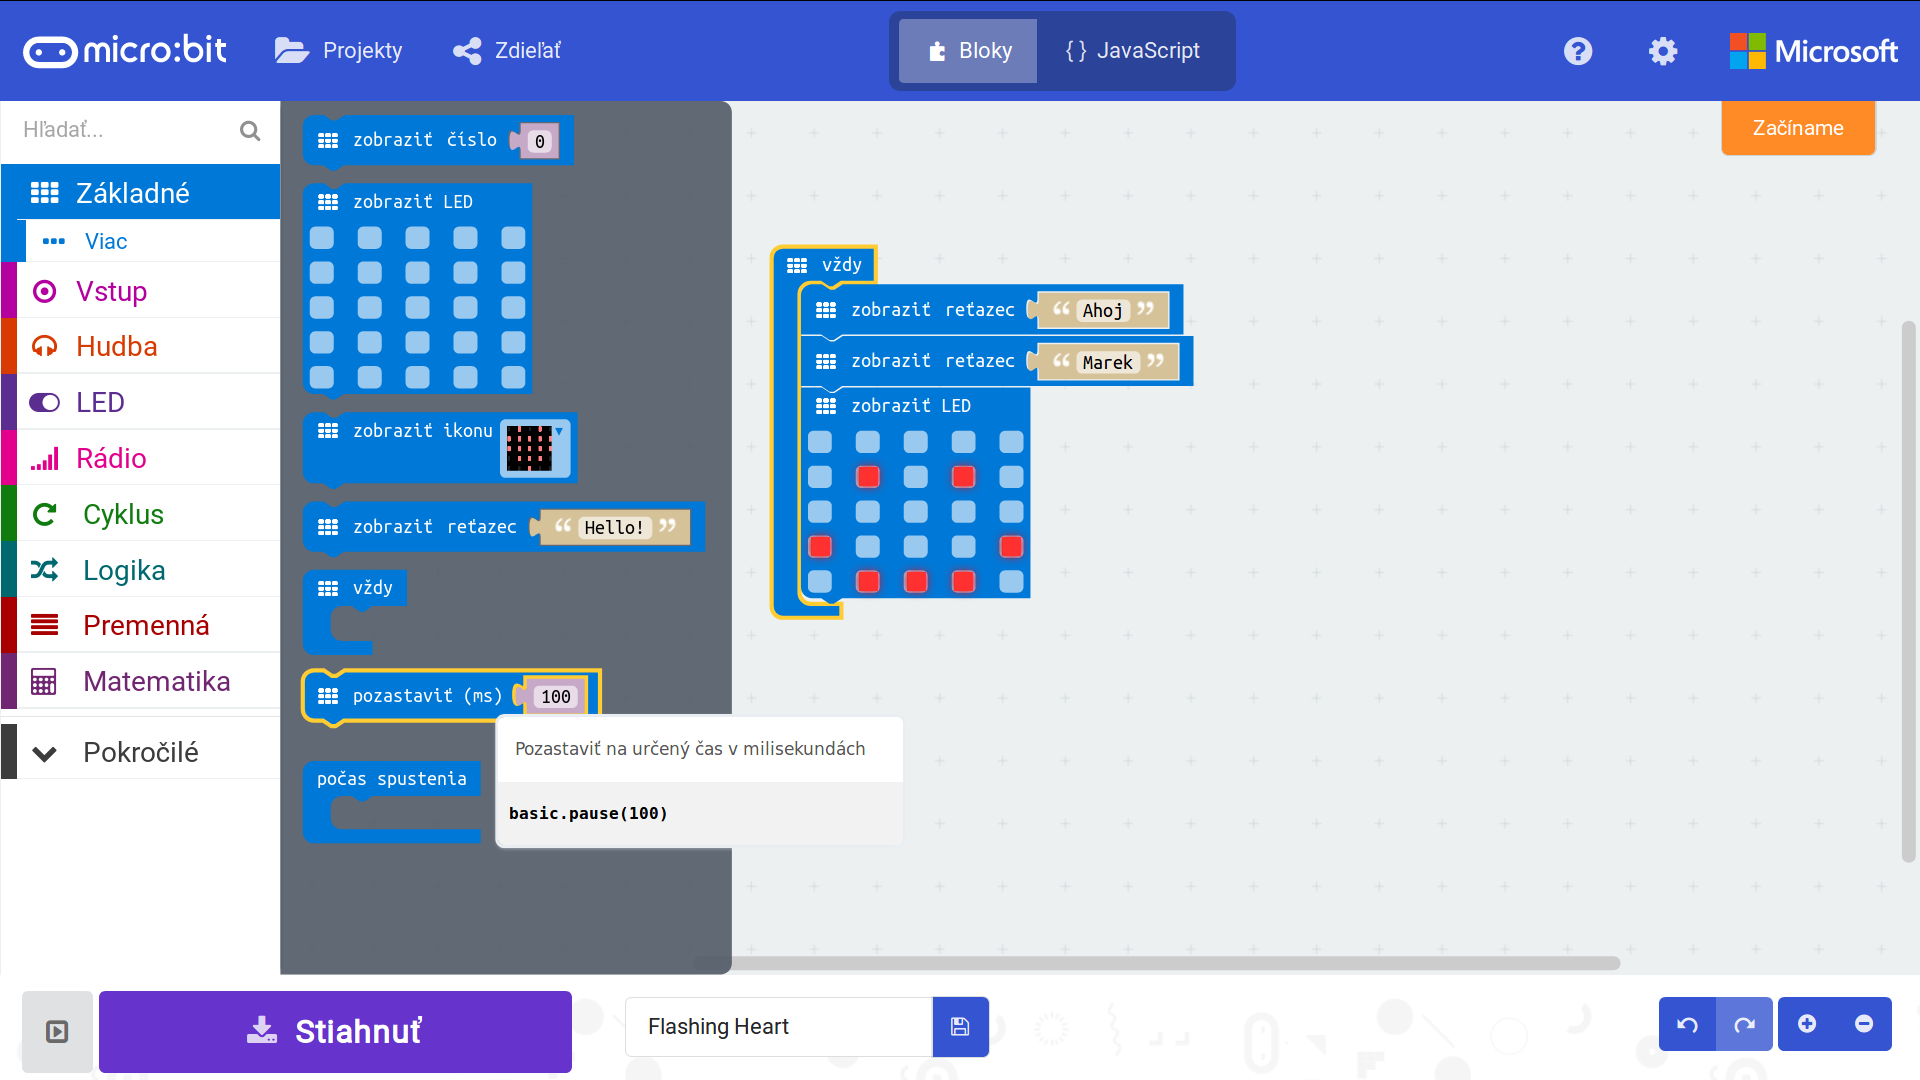 micro:bit
Projekty
Zdieľať
Bloky
{ } JavaScript
Microsoft
Hľadať...
Základné
Viac
Vstup
Hudba
LED
Rádio
Cyklus
Logika
Premenná
Matematika
Pokročilé
zobraziť číslo 0
zobraziť LED
zobraziť ikonu
zobraziť reťazec “ Hello! ”
vždy
pozastaviť (ms) 100
Pozastaviť na určený čas v milisekundách
basic.pause(100)
počas spustenia
vždy
zobraziť reťazec “ Ahoj ”
zobraziť reťazec “ Marek ”
zobraziť LED
Začíname
Stiahnuť
Flashing Heart